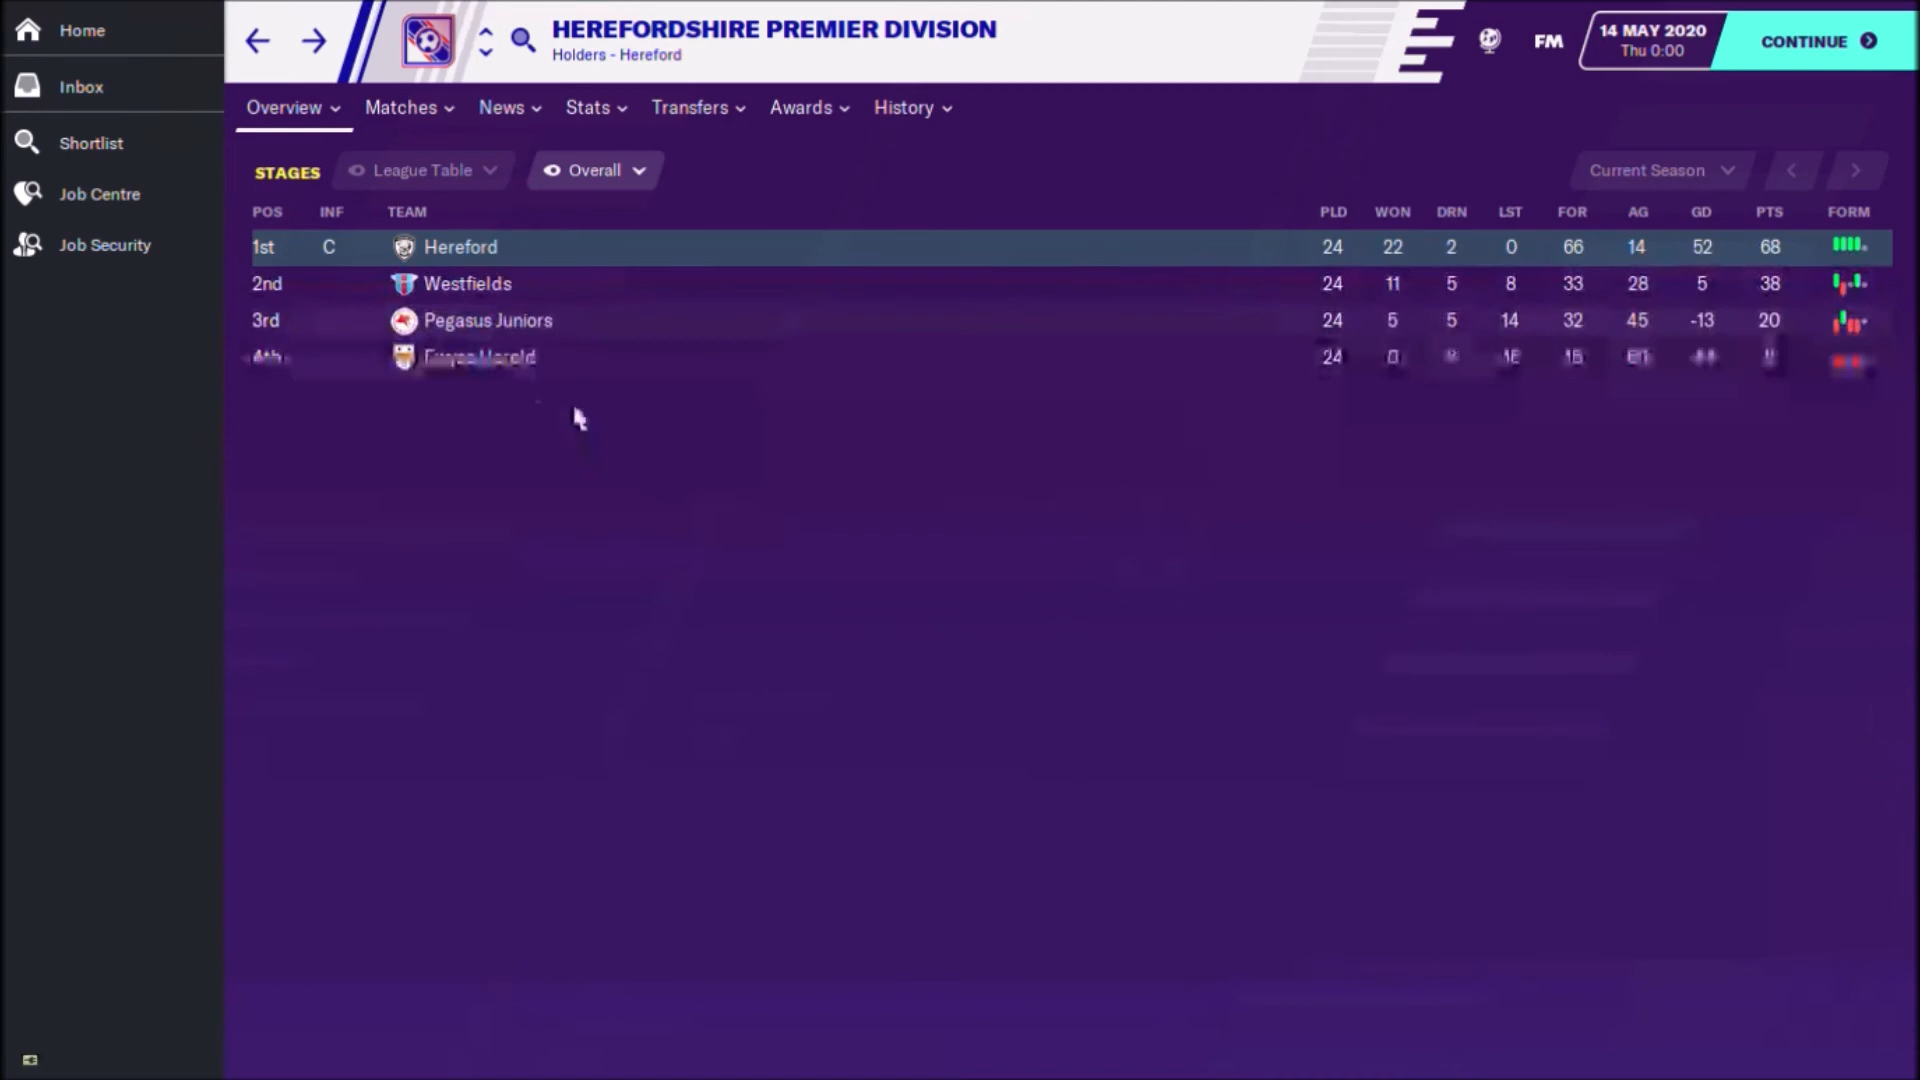 Home
Inbox
Shortlist
Job Centre
Job Security
HEREFORDSHIRE PREMIER DIVISION
Holders - Hereford
FM
14 MAY 2020
Thu 0:00
CONTINUE
Overview Matches News Stats Transfers Awards History
STAGES League Table Overall Current Season
POS INF TEAM PLD WON DRN LST FOR AG GD PTS FORM
1st C Hereford 24 22 2 0 66 14 52 68
2nd Westfields 24 11 5 8 33 28 5 38
3rd Pegasus Juniors 24 5 5 14 32 45 -13 20
24